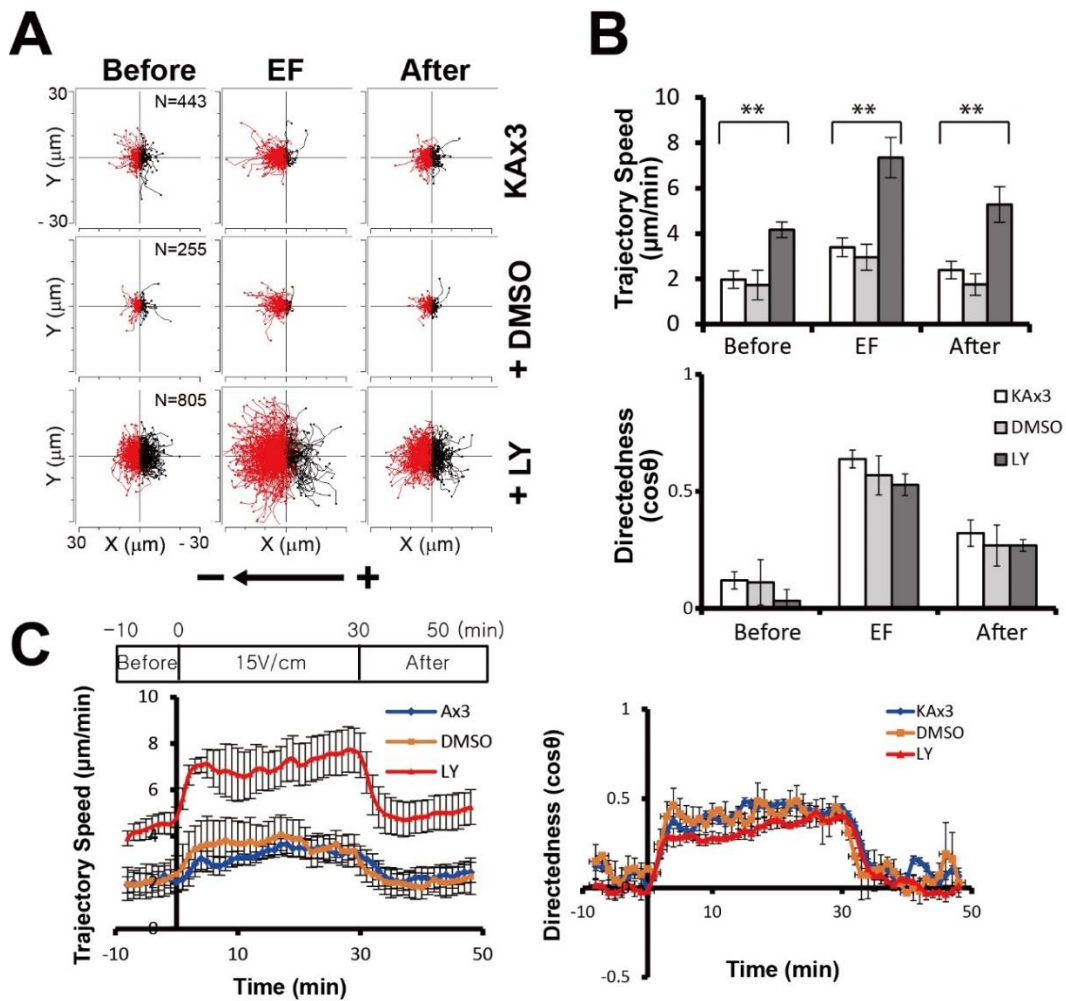 A
Before EF After
30
N=443
Y (μm)
- 30
KAx3
N=255
Y (μm)
+ DMSO
N=805
Y (μm)
+ LY
30 X (μm) - 30
X (μm)
X (μm)
− +
B
**
**
**
Trajectory Speed
(μm/min)
10
8
6
4
2
0
Before EF After
Directedness
(cosθ)
1
0.5
0
KAx3
DMSO
LY
Before EF After
C
−10 0 30 50 (min)
Before 15V/cm After
Trajectory Speed (μm/min)
10
8
6
4
2
0
Ax3
DMSO
LY
-10 10 30 50
Time (min)
Directedness (cosθ)
1
0.5
0
-0.5
KAx3
DMSO
LY
-10 10 30 50
Time (min)